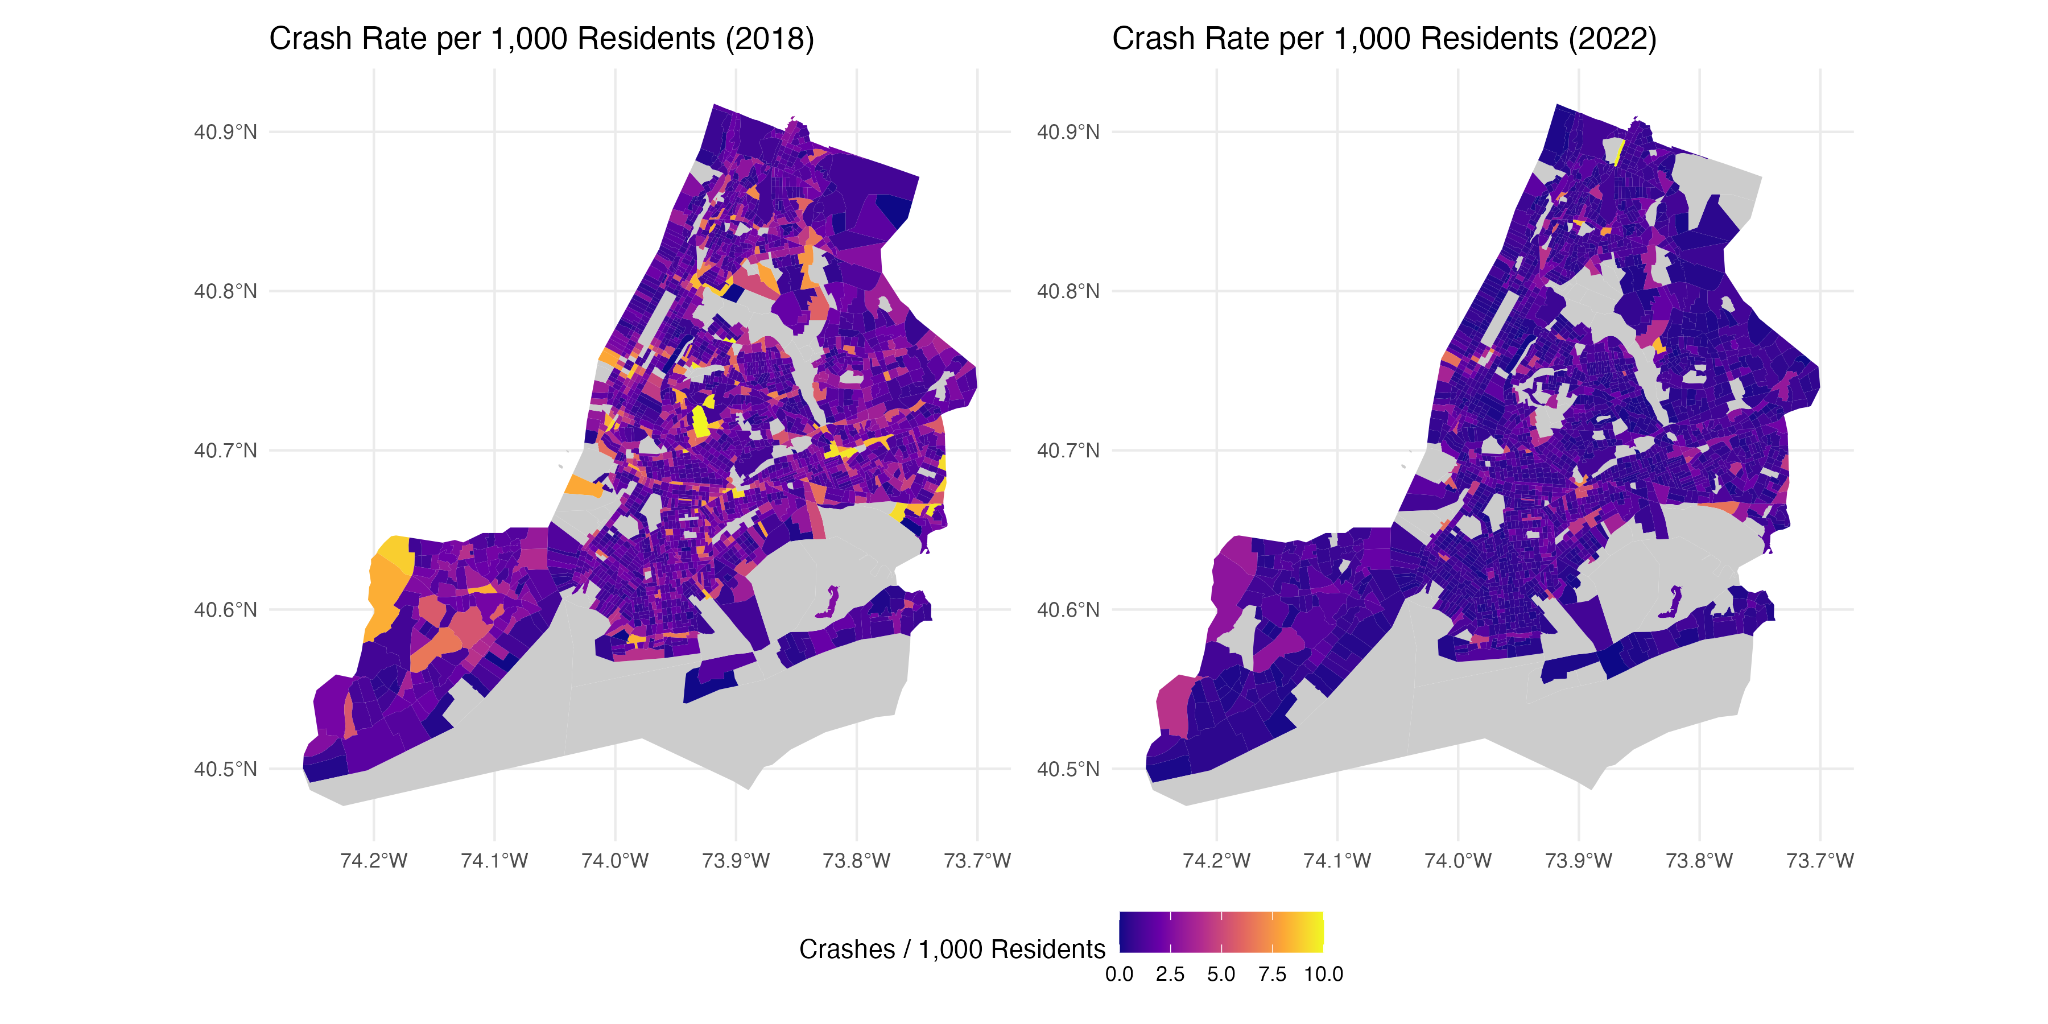 Crash Rate per 1,000 Residents (2018)
Crash Rate per 1,000 Residents (2022)
40.9°N
40.8°N
40.7°N
40.6°N
40.5°N
74.2°W 74.1°W 74.0°W 73.9°W 73.8°W 73.7°W
40.9°N
40.8°N
40.7°N
40.6°N
40.5°N
74.2°W 74.1°W 74.0°W 73.9°W 73.8°W 73.7°W
Crashes / 1,000 Residents
0.0 2.5 5.0 7.5 10.0